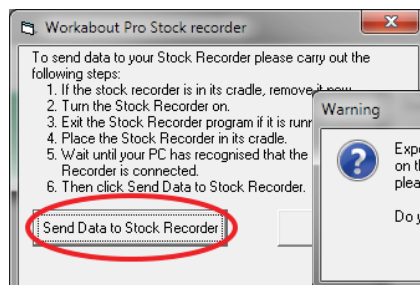 Workabout Pro Stock recorder
To send data to your Stock Recorder please carry out the
following steps:
1. If the stock recorder is in its cradle, remove it now.
2. Turn the Stock Recorder on.
3. Exit the Stock Recorder program if it is
4. Place the Stock Recorder in its cradle.
5. Wait until your PC has recognised that the
Recorder is connected.
6. Then click Send Data to Stock Recorder.
Send Data to Stock Recorder
Warning
on
Do